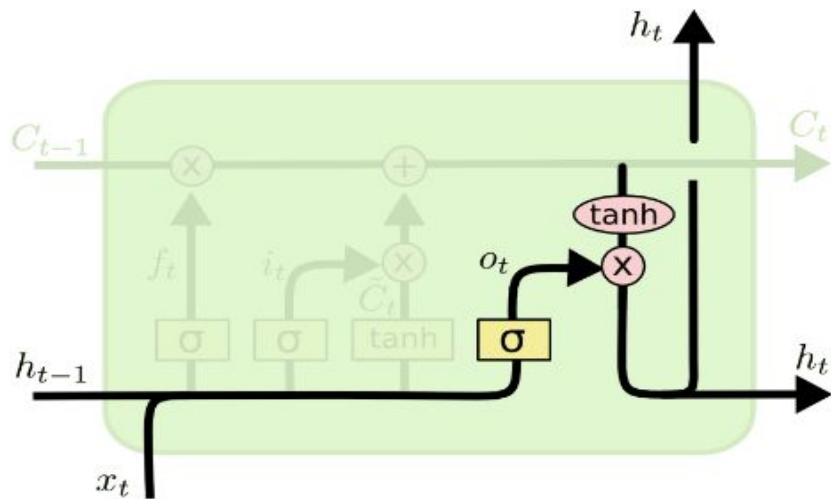 h_t
C_{t-1}
C_t
×
+
tanh
f_t
i_t
×
o_t
×
C̃_t
σ
σ
tanh
σ
h_{t-1}
h_t
x_t